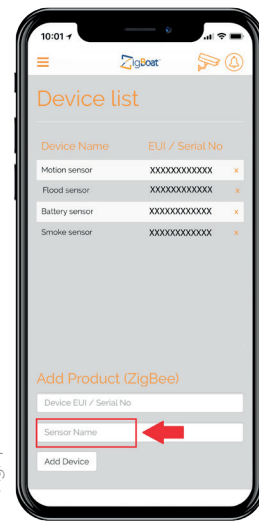 10:01
ZigBoat
Device list
Device Name EUI / Serial No
Motion sensor XXXXXXXXXXXX x
Flood sensor XXXXXXXXXXXX x
Battery sensor XXXXXXXXXXXX x
Smoke sensor XXXXXXXXXXXX x
Add Product (ZigBee)
Device EUI / Serial No
Sensor Name
Add Device